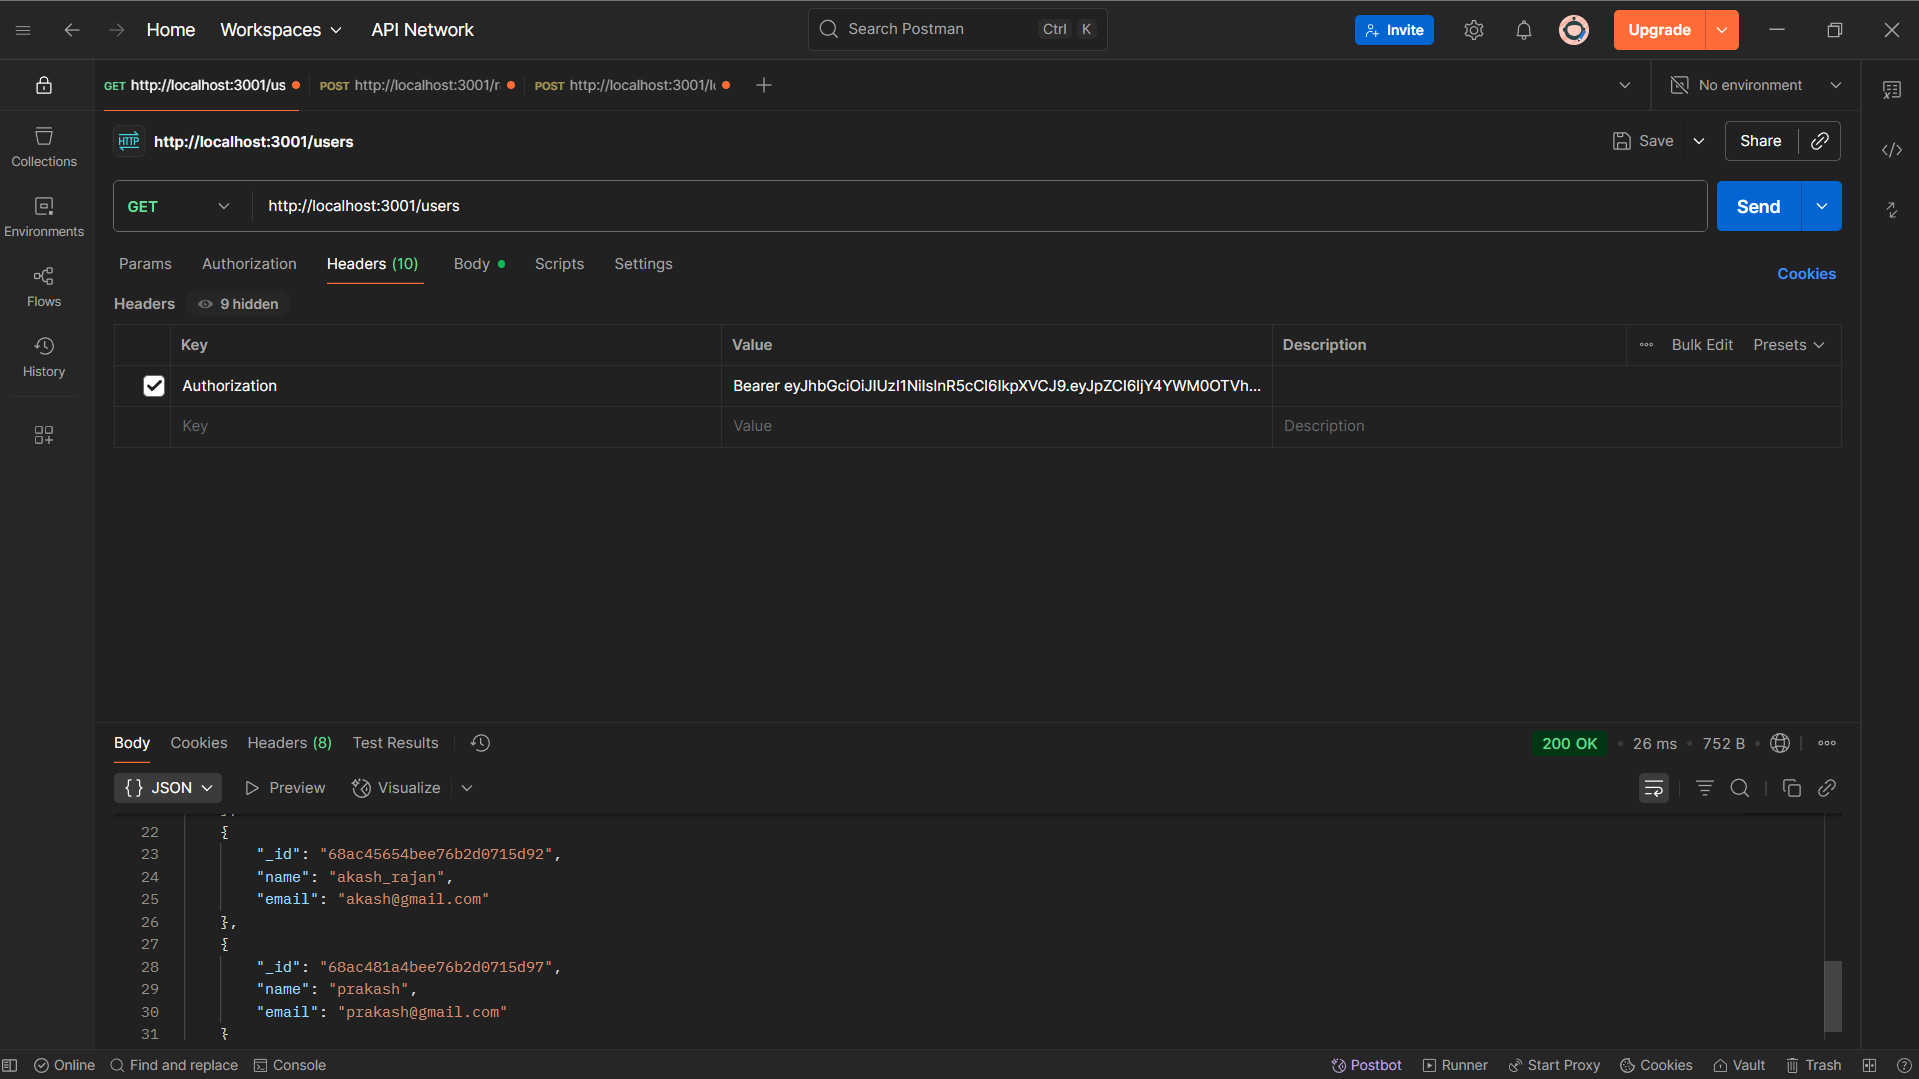 Home Workspaces API Network Search Postman Ctrl K Invite Upgrade
GET http://localhost:3001/us POST http://localhost:3001/r POST http://localhost:3001/l No environment
HTTP http://localhost:3001/users Save Share
Collections
GET http://localhost:3001/users Send
Environments
Params Authorization Headers (10) Body Scripts Settings Cookies
Flows
Headers 9 hidden
Key Value Description Bulk Edit Presets
History
Authorization Bearer eyJhbGciOiJIUzI1NiIsInR5cCI6IkpXVCJ9.eyJpZCI6IjY4YWM0OTVh...
Key Value Description
Body Cookies Headers (8) Test Results 200 OK 26 ms 752 B
{} JSON Preview Visualize
22 {
23 "_id": "68ac45654bee76b2d0715d92",
24 "name": "akash_rajan",
25 "email": "akash@gmail.com"
26 },
27 {
28 "_id": "68ac481a4bee76b2d0715d97",
29 "name": "prakash",
30 "email": "prakash@gmail.com"
31 }
Online Find and replace Console Postbot Runner Start Proxy Cookies Vault Trash